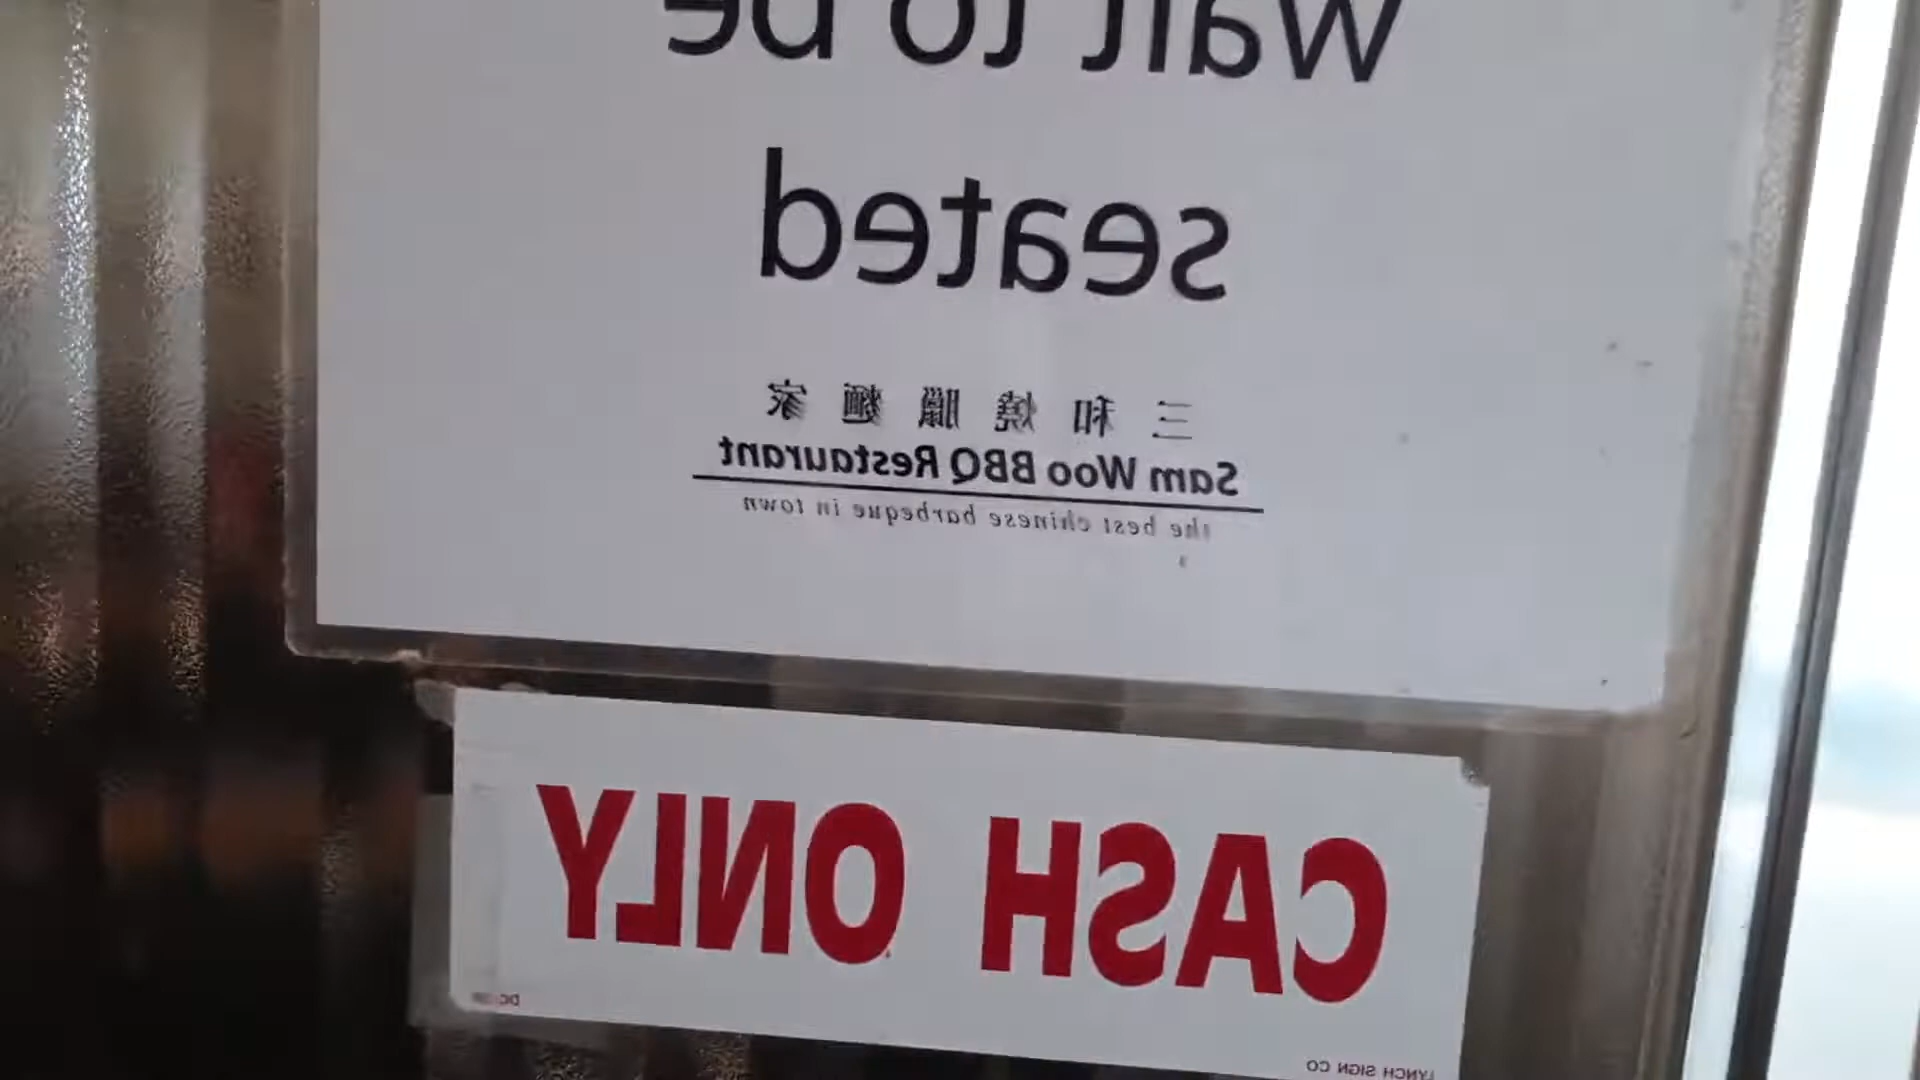 wait to be
seated
三和燒臘麵家
Sam Woo BBQ Restaurant
the best chinese barbeque in town
CASH ONLY
LYNCH SIGN CO